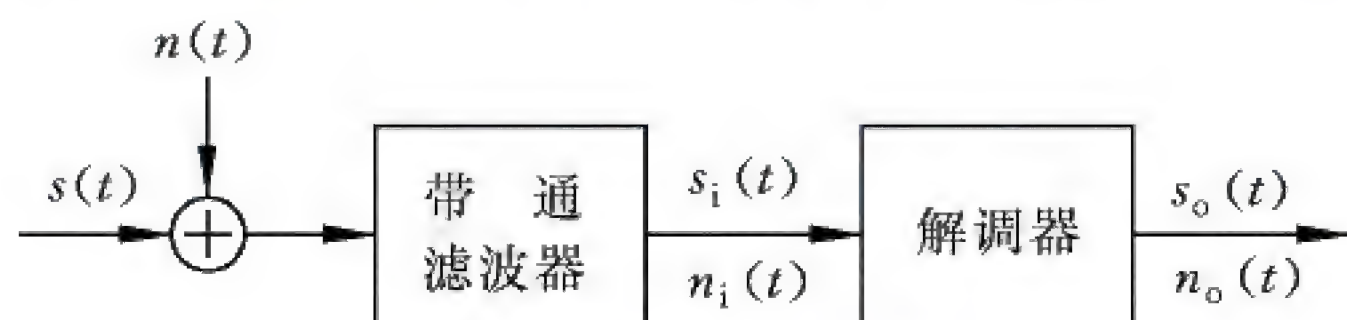 n(t)
s(t)
带 通
滤波器
s_i(t)
n_i(t)
解调器
s_o(t)
n_o(t)